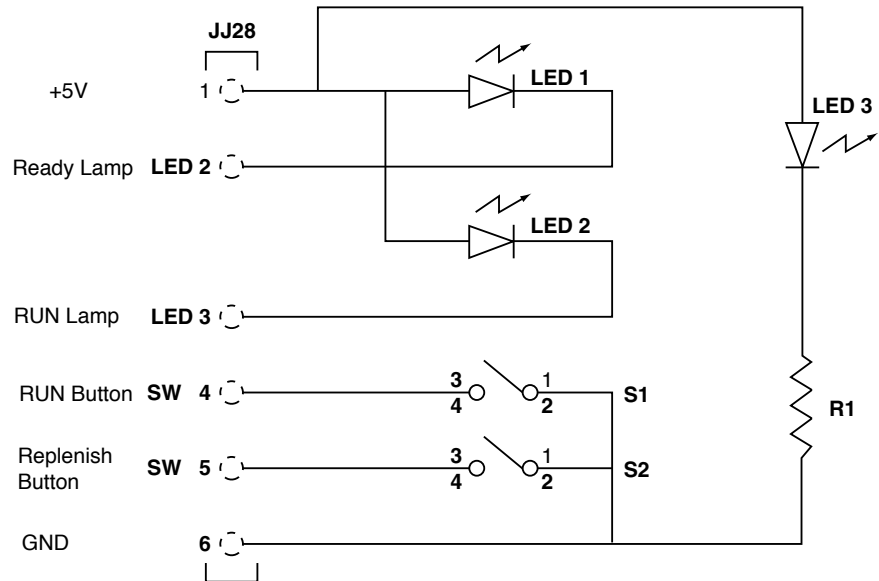 JJ28
+5V 1
LED 1
LED 3
Ready Lamp LED 2
LED 2
RUN Lamp LED 3
RUN Button SW 4
3 1
4 2
S1
R1
Replenish
Button
SW 5
3 1
4 2
S2
GND 6